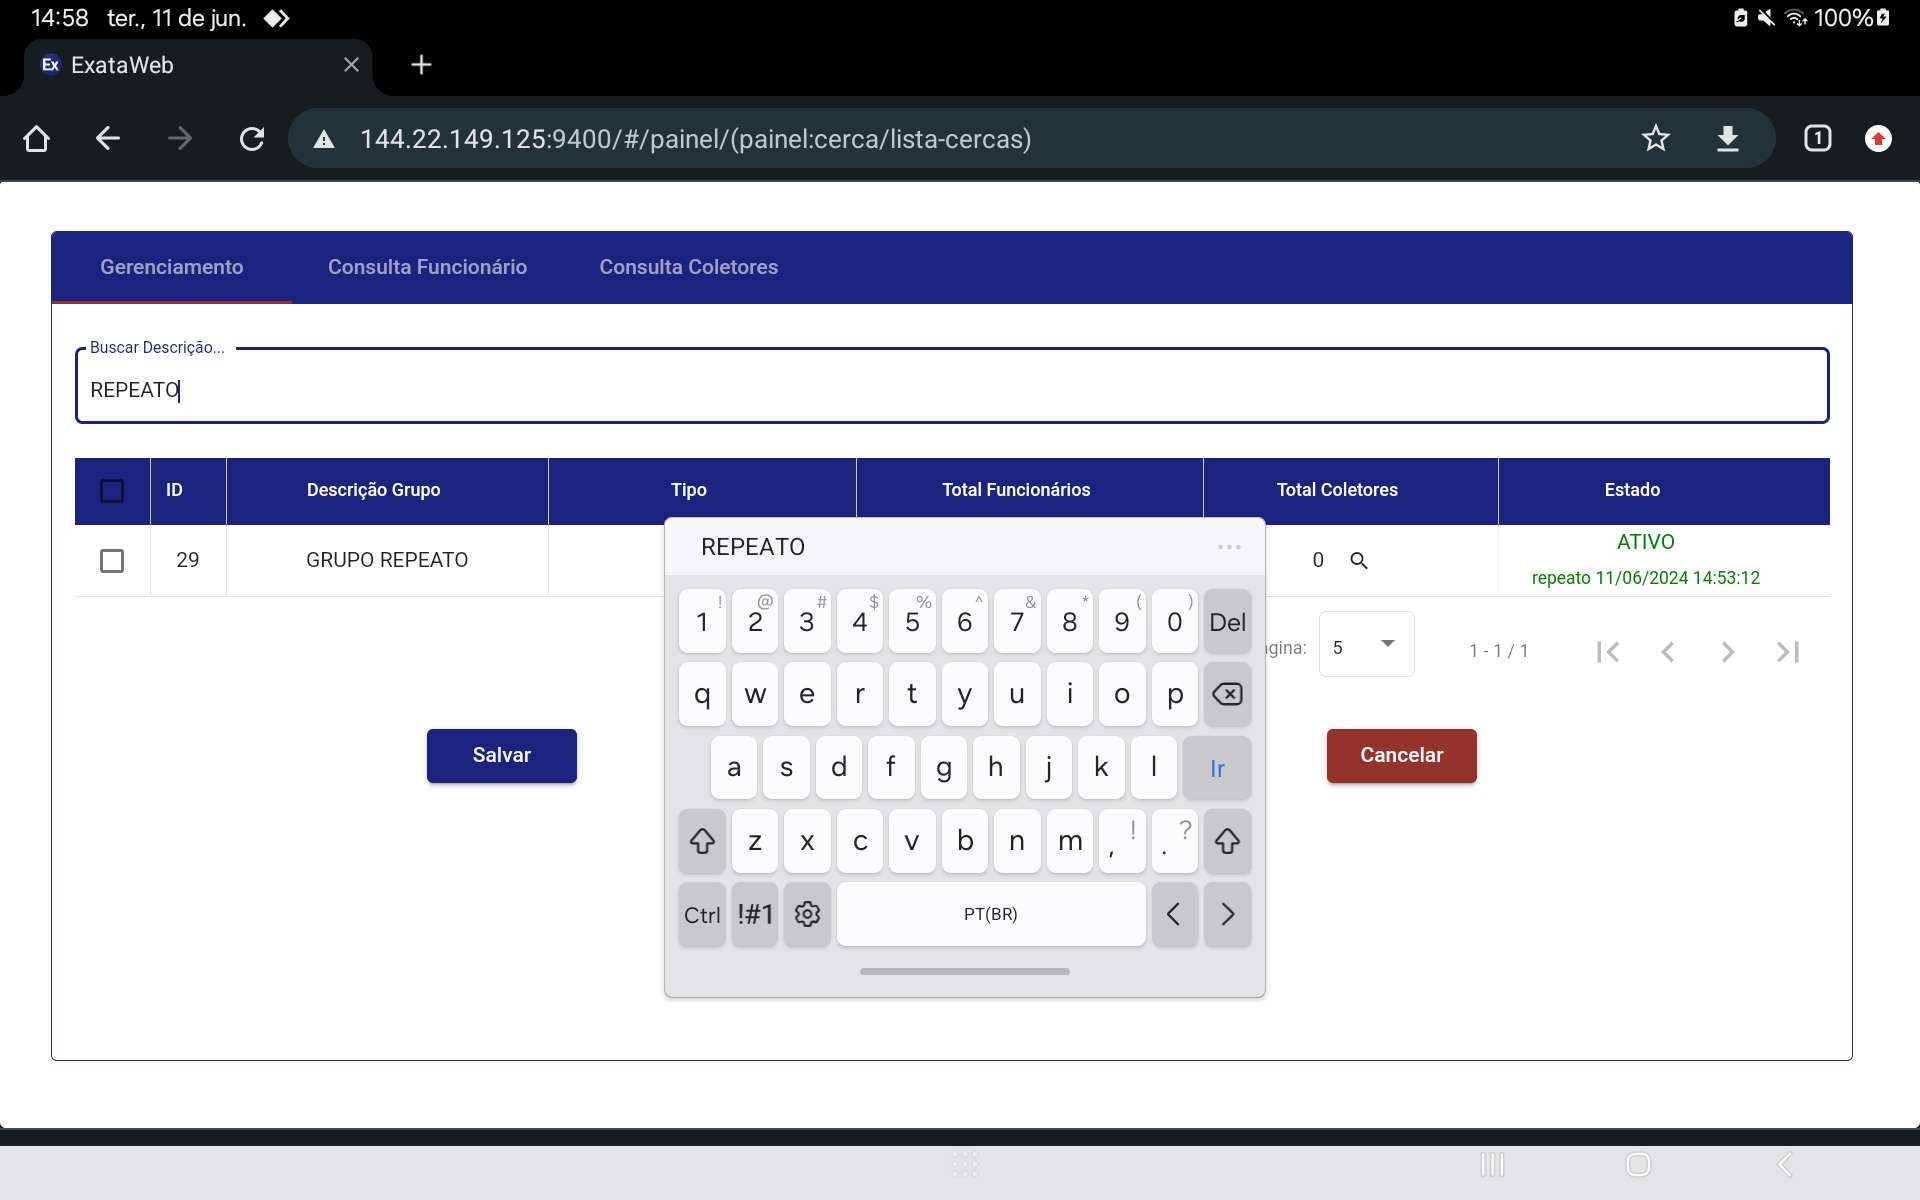 14:58 ter., 11 de jun.
100%
Ex ExataWeb
144.22.149.125:9400/#/painel/(painel:cerca/lista-cercas)
1
Gerenciamento Consulta Funcionário Consulta Coletores
Buscar Descrição...
REPEATO
ID Descrição Grupo Tipo Total Funcionários Total Coletores Estado
29 GRUPO REPEATO 0 ATIVO
repeato 11/06/2024 14:53:12
gina: 5 1 - 1 / 1
Salvar Cancelar
REPEATO ...
! @ # $ % ^ & * ( )
1 2 3 4 5 6 7 8 9 0 Del
q w e r t y u i o p
a s d f g h j k l Ir
z x c v b n m , ! . ?
Ctrl !#1 PT(BR) < >